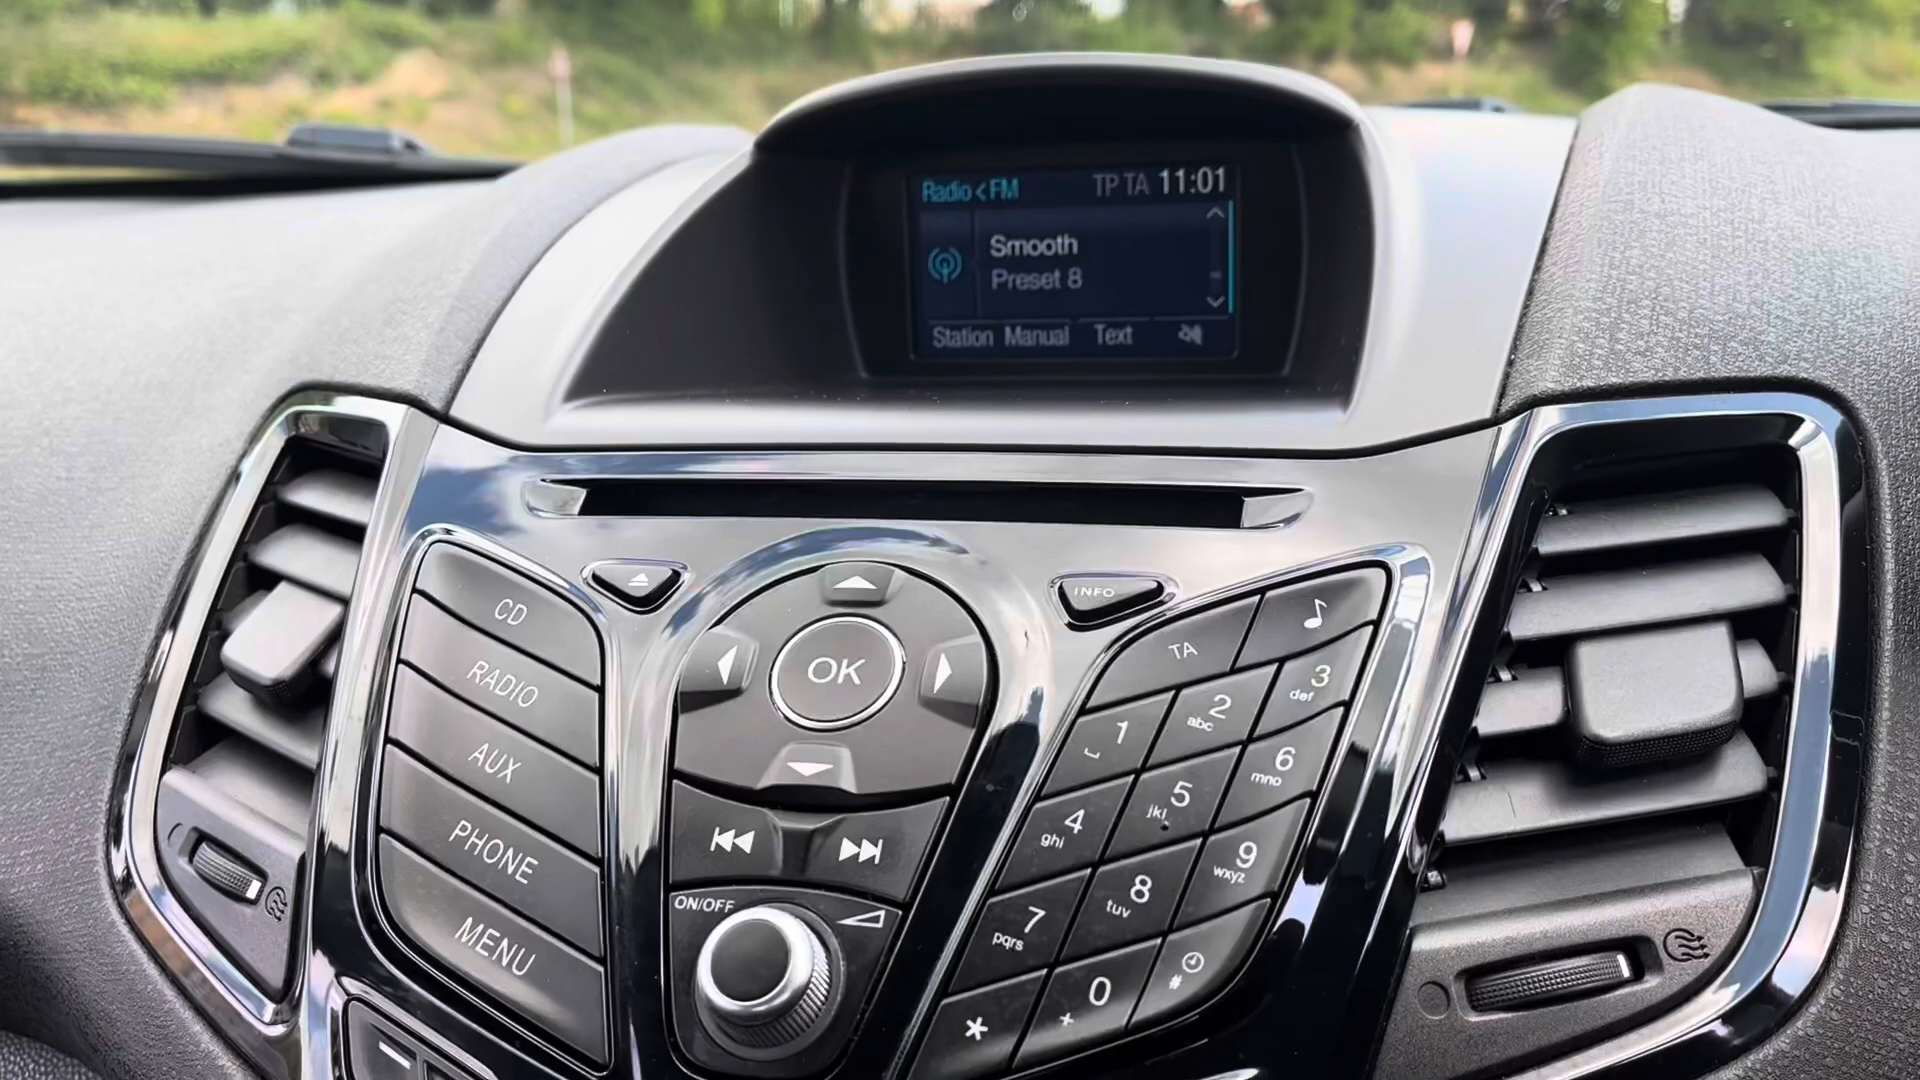 Radio < FM TP TA 11:01
Smooth
Preset 8
Station Manual Text
INFO
CD
RADIO
AUX
PHONE
MENU
OK
ON/OFF
TA
1 2 abc 3 def
4 ghi 5 jkl 6 mno
7 pqrs 8 tuv 9 wxyz
* 0 + #